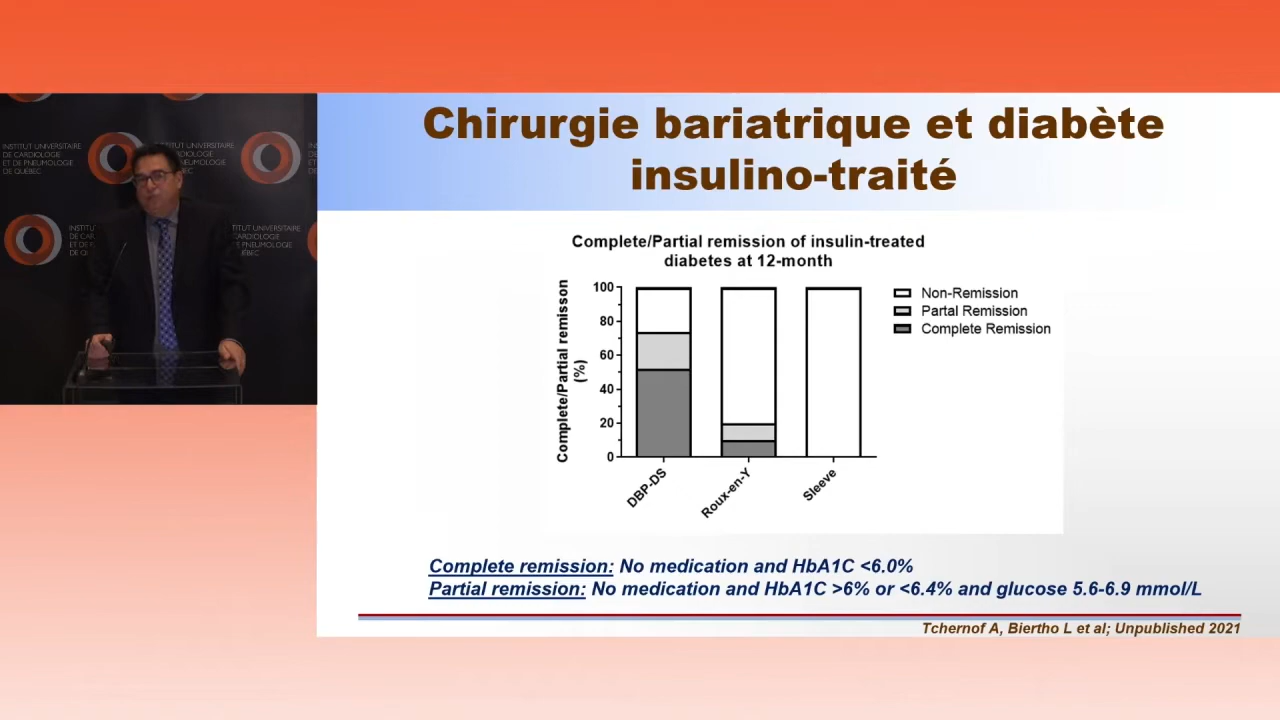 INSTITUT UNIVERSITAIRE
DE CARDIOLOGIE
ET DE PNEUMOLOGIE
DE QUÉBEC
Chirurgie bariatrique et diabète
insulino-traité
Complete/Partial remission of insulin-treated
diabetes at 12-month
Complete/Partial remisson
(%)
100
80
60
40
20
0
DBP-DS
Roux-en-Y
Sleeve
Non-Remission
Partal Remission
Complete Remission
Complete remission: No medication and HbA1C <6.0%
Partial remission: No medication and HbA1C >6% or <6.4% and glucose 5.6-6.9 mmol/L
Tchernof A, Biertho L et al; Unpublished 2021